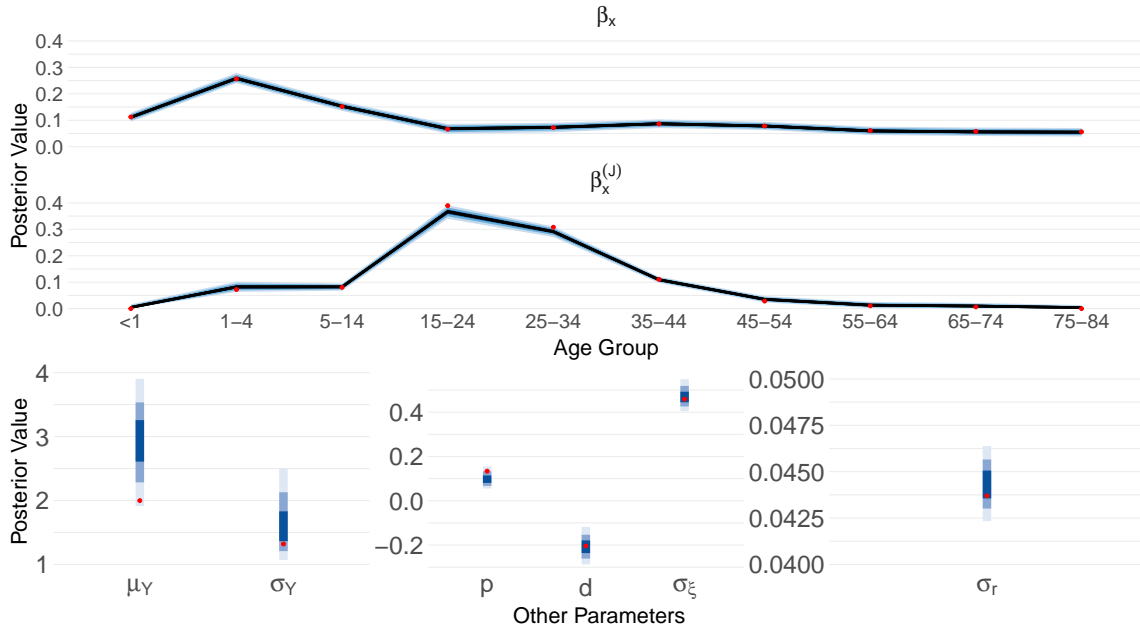 βx
0.4
0.3
0.2
0.1
0.0
βx(J)
0.4
0.3
0.2
0.1
0.0
Posterior Value
<1 1–4 5–14 15–24 25–34 35–44 45–54 55–64 65–74 75–84
Age Group
4
3
2
1
Posterior Value
μY σY
0.4
0.2
0.0
−0.2
p d σξ
0.0500
0.0475
0.0450
0.0425
0.0400
σr
Other Parameters